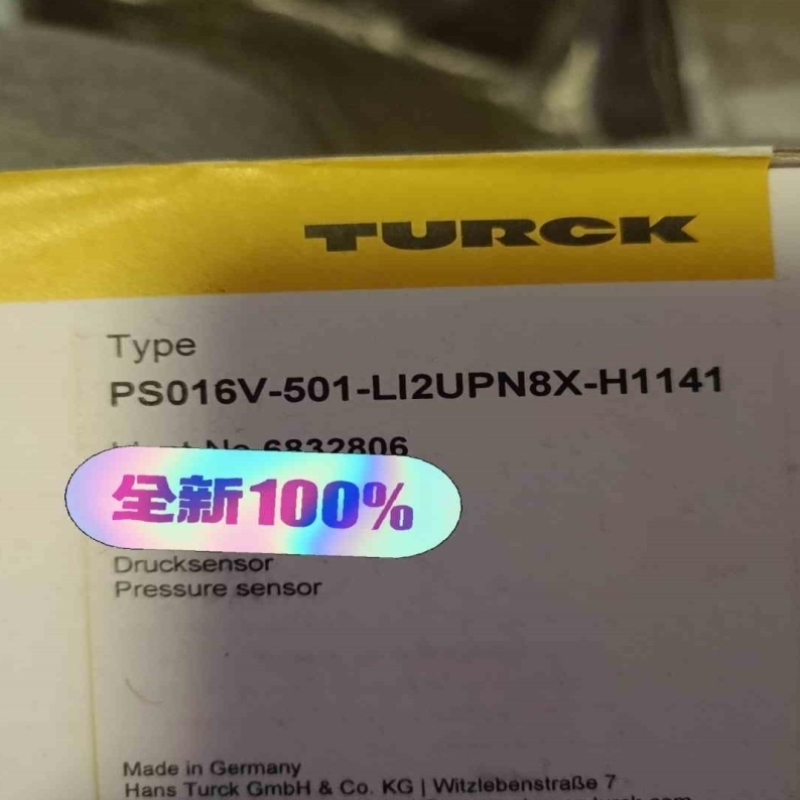 TURCK
Type
PS016V-501-LI2UPN8X-H1141
No 6832806
全新100%
Drucksensor
Pressure sensor
Made in Germany
Hans Turck GmbH & Co. KG | Witzlebenstraße 7